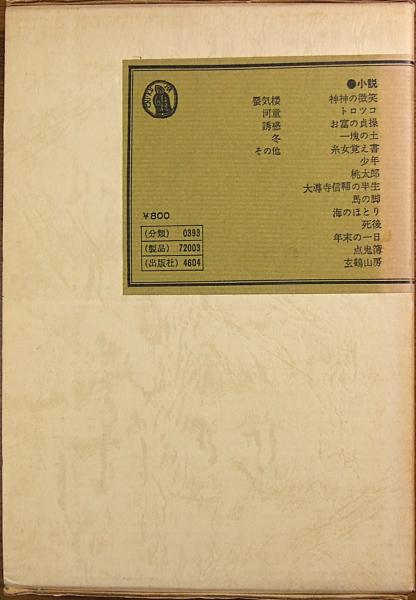 ●小説
神神の微笑
トロツコ
お富の貞操
一塊の土
糸女覚え書
少年
桃太郎
大導寺信輔の半生
馬の脚
海のほとり
死後
年末の一日
点鬼簿
玄鶴山房
蜃気楼
河童
誘惑
冬
その他
￥800
(分類) 0393
(製品) 72003
(出版社) 4604